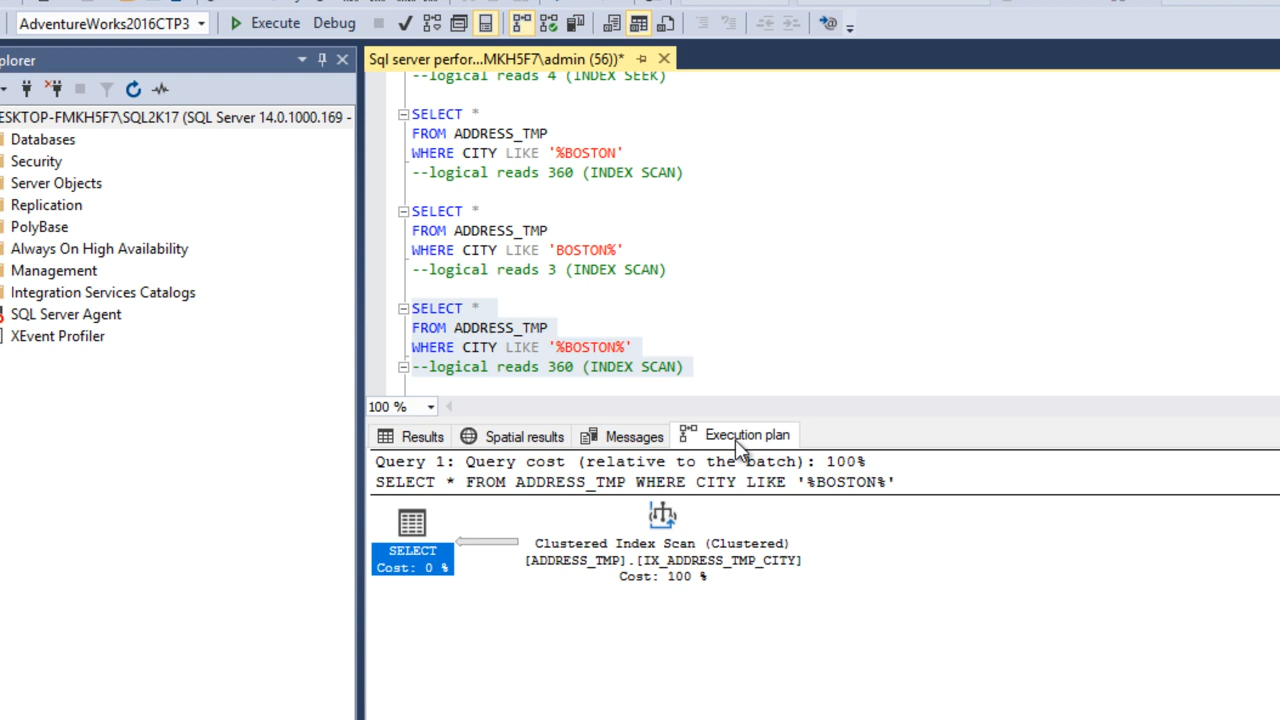 AdventureWorks2016CTP3
Execute
Debug
plorer
ESKTOP-FMKH5F7\SQL2K17 (SQL Server 14.0.1000.169 -
Databases
Security
Server Objects
Replication
PolyBase
Always On High Availability
Management
Integration Services Catalogs
SQL Server Agent
XEvent Profiler
Sql server perfor...MKH5F7\admin (56))*
--logical reads 4 (INDEX SEEK)
SELECT *
FROM ADDRESS_TMP
WHERE CITY LIKE '%BOSTON'
--logical reads 360 (INDEX SCAN)
SELECT *
FROM ADDRESS_TMP
WHERE CITY LIKE 'BOSTON%'
--logical reads 3 (INDEX SCAN)
SELECT *
FROM ADDRESS_TMP
WHERE CITY LIKE '%BOSTON%'
--logical reads 360 (INDEX SCAN)
100 %
Results
Spatial results
Messages
Execution plan
Query 1: Query cost (relative to the batch): 100%
SELECT * FROM ADDRESS_TMP WHERE CITY LIKE '%BOSTON%'
SELECT
Cost: 0 %
Clustered Index Scan (Clustered)
[ADDRESS_TMP].[IX_ADDRESS_TMP_CITY]
Cost: 100 %